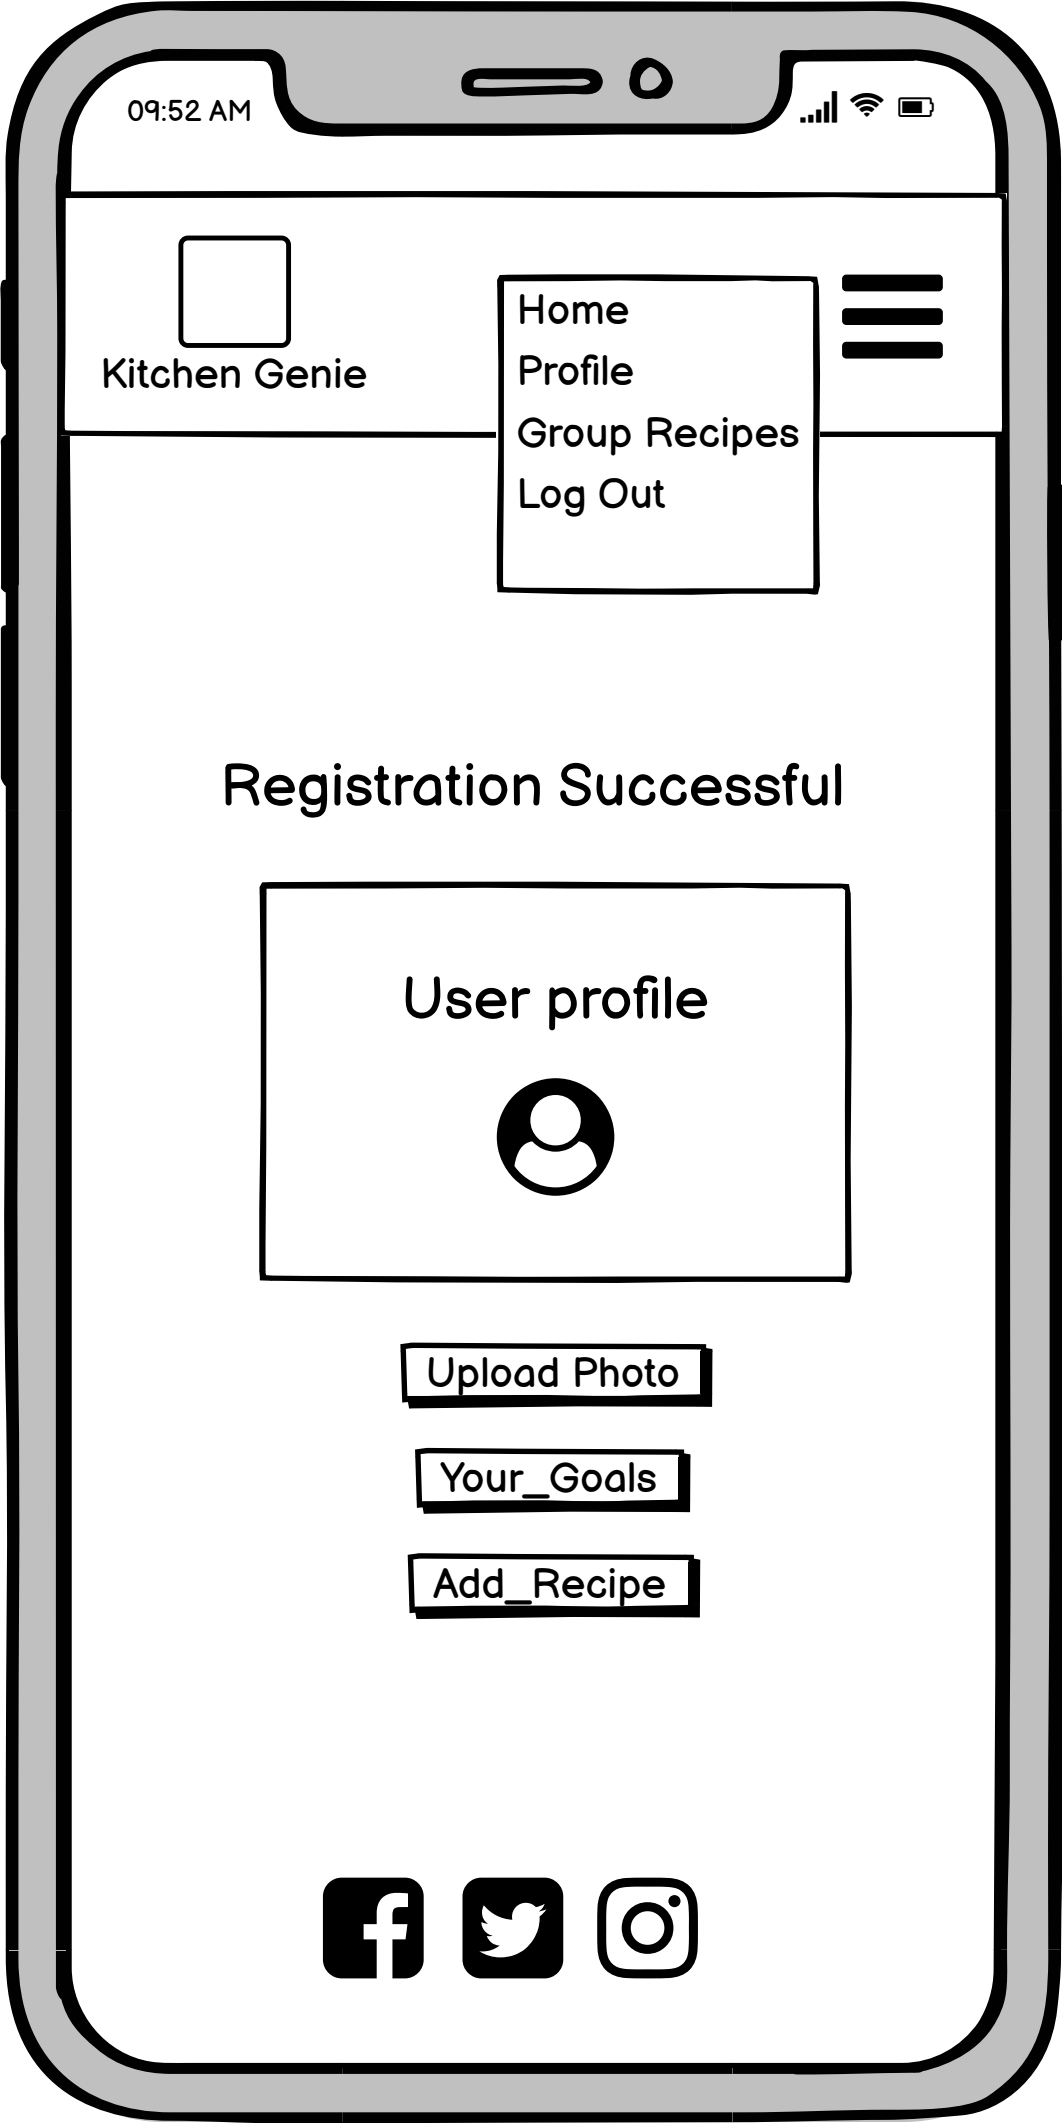 09:52 AM
Kitchen Genie
Home
Profile
Group Recipes
Log Out
Registration Successful
User profile
Upload Photo
Your_Goals
Add_Recipe